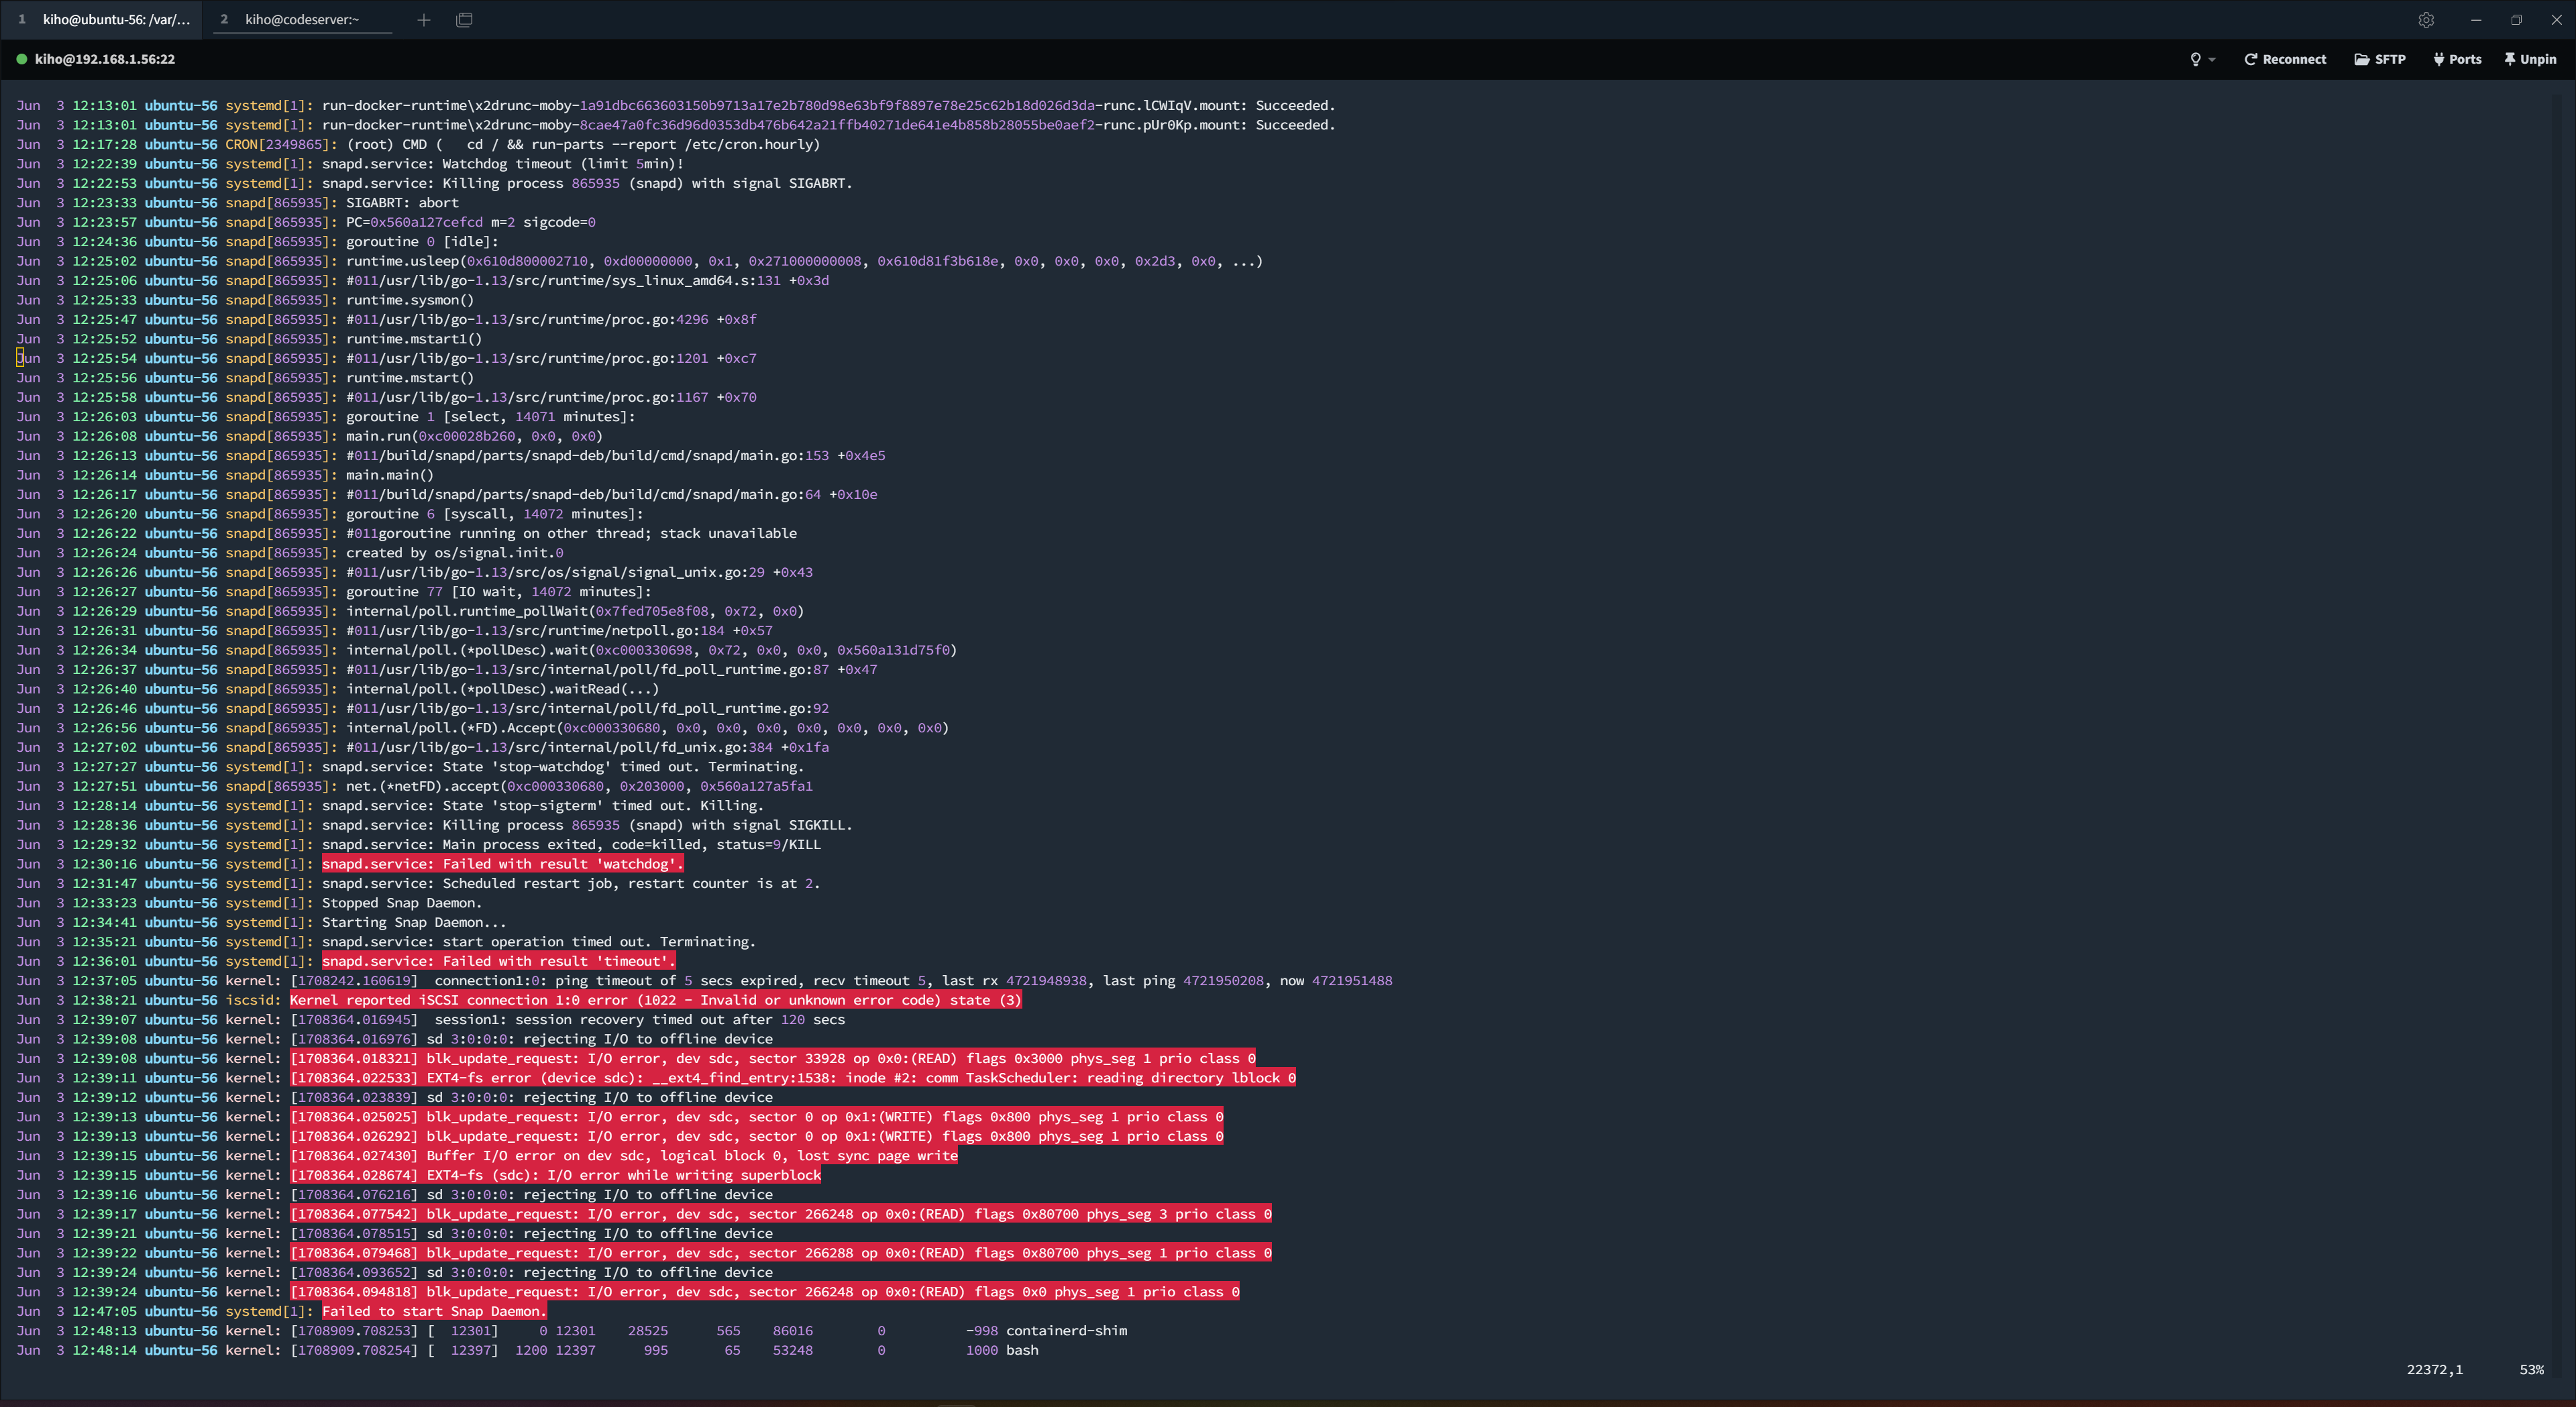 1 kiho@ubuntu-56: /var/... 2 kiho@codeserver:~
kiho@192.168.1.56:22 Reconnect SFTP Ports Unpin
Jun  3 12:13:01 ubuntu-56 systemd[1]: run-docker-runtime\x2drunc-moby-1a91dbc663603150b9713a17e2b780d98e63bf9f8897e78e25c62b18d026d3da-runc.lCWIqV.mount: Succeeded.
Jun  3 12:13:01 ubuntu-56 systemd[1]: run-docker-runtime\x2drunc-moby-8cae47a0fc36d96d0353db476b642a21ffb40271de641e4b858b28055be0aef2-runc.pUr0Kp.mount: Succeeded.
Jun  3 12:17:28 ubuntu-56 CRON[2349865]: (root) CMD (   cd / && run-parts --report /etc/cron.hourly)
Jun  3 12:22:39 ubuntu-56 systemd[1]: snapd.service: Watchdog timeout (limit 5min)!
Jun  3 12:22:53 ubuntu-56 systemd[1]: snapd.service: Killing process 865935 (snapd) with signal SIGABRT.
Jun  3 12:23:33 ubuntu-56 snapd[865935]: SIGABRT: abort
Jun  3 12:23:57 ubuntu-56 snapd[865935]: PC=0x560a127cefcd m=2 sigcode=0
Jun  3 12:24:36 ubuntu-56 snapd[865935]: goroutine 0 [idle]:
Jun  3 12:25:02 ubuntu-56 snapd[865935]: runtime.usleep(0x610d800002710, 0xd00000000, 0x1, 0x271000000008, 0x610d81f3b618e, 0x0, 0x0, 0x0, 0x2d3, 0x0, ...)
Jun  3 12:25:06 ubuntu-56 snapd[865935]: #011/usr/lib/go-1.13/src/runtime/sys_linux_amd64.s:131 +0x3d
Jun  3 12:25:33 ubuntu-56 snapd[865935]: runtime.sysmon()
Jun  3 12:25:47 ubuntu-56 snapd[865935]: #011/usr/lib/go-1.13/src/runtime/proc.go:4296 +0x8f
Jun  3 12:25:52 ubuntu-56 snapd[865935]: runtime.mstart1()
Jun  3 12:25:54 ubuntu-56 snapd[865935]: #011/usr/lib/go-1.13/src/runtime/proc.go:1201 +0xc7
Jun  3 12:25:56 ubuntu-56 snapd[865935]: runtime.mstart()
Jun  3 12:25:58 ubuntu-56 snapd[865935]: #011/usr/lib/go-1.13/src/runtime/proc.go:1167 +0x70
Jun  3 12:26:03 ubuntu-56 snapd[865935]: goroutine 1 [select, 14071 minutes]:
Jun  3 12:26:08 ubuntu-56 snapd[865935]: main.run(0xc00028b260, 0x0, 0x0)
Jun  3 12:26:13 ubuntu-56 snapd[865935]: #011/build/snapd/parts/snapd-deb/build/cmd/snapd/main.go:153 +0x4e5
Jun  3 12:26:14 ubuntu-56 snapd[865935]: main.main()
Jun  3 12:26:17 ubuntu-56 snapd[865935]: #011/build/snapd/parts/snapd-deb/build/cmd/snapd/main.go:64 +0x10e
Jun  3 12:26:20 ubuntu-56 snapd[865935]: goroutine 6 [syscall, 14072 minutes]:
Jun  3 12:26:22 ubuntu-56 snapd[865935]: #011goroutine running on other thread; stack unavailable
Jun  3 12:26:24 ubuntu-56 snapd[865935]: created by os/signal.init.0
Jun  3 12:26:26 ubuntu-56 snapd[865935]: #011/usr/lib/go-1.13/src/os/signal/signal_unix.go:29 +0x43
Jun  3 12:26:27 ubuntu-56 snapd[865935]: goroutine 77 [IO wait, 14072 minutes]:
Jun  3 12:26:29 ubuntu-56 snapd[865935]: internal/poll.runtime_pollWait(0x7fed705e8f08, 0x72, 0x0)
Jun  3 12:26:31 ubuntu-56 snapd[865935]: #011/usr/lib/go-1.13/src/runtime/netpoll.go:184 +0x57
Jun  3 12:26:34 ubuntu-56 snapd[865935]: internal/poll.(*pollDesc).wait(0xc000330698, 0x72, 0x0, 0x0, 0x560a131d75f0)
Jun  3 12:26:37 ubuntu-56 snapd[865935]: #011/usr/lib/go-1.13/src/internal/poll/fd_poll_runtime.go:87 +0x47
Jun  3 12:26:40 ubuntu-56 snapd[865935]: internal/poll.(*pollDesc).waitRead(...)
Jun  3 12:26:46 ubuntu-56 snapd[865935]: #011/usr/lib/go-1.13/src/internal/poll/fd_poll_runtime.go:92
Jun  3 12:26:56 ubuntu-56 snapd[865935]: internal/poll.(*FD).Accept(0xc000330680, 0x0, 0x0, 0x0, 0x0, 0x0, 0x0, 0x0)
Jun  3 12:27:02 ubuntu-56 snapd[865935]: #011/usr/lib/go-1.13/src/internal/poll/fd_unix.go:384 +0x1fa
Jun  3 12:27:27 ubuntu-56 systemd[1]: snapd.service: State 'stop-watchdog' timed out. Terminating.
Jun  3 12:27:51 ubuntu-56 snapd[865935]: net.(*netFD).accept(0xc000330680, 0x203000, 0x560a127a5fa1
Jun  3 12:28:14 ubuntu-56 systemd[1]: snapd.service: State 'stop-sigterm' timed out. Killing.
Jun  3 12:28:36 ubuntu-56 systemd[1]: snapd.service: Killing process 865935 (snapd) with signal SIGKILL.
Jun  3 12:29:32 ubuntu-56 systemd[1]: snapd.service: Main process exited, code=killed, status=9/KILL
Jun  3 12:30:16 ubuntu-56 systemd[1]: snapd.service: Failed with result 'watchdog'.
Jun  3 12:31:47 ubuntu-56 systemd[1]: snapd.service: Scheduled restart job, restart counter is at 2.
Jun  3 12:33:23 ubuntu-56 systemd[1]: Stopped Snap Daemon.
Jun  3 12:34:41 ubuntu-56 systemd[1]: Starting Snap Daemon...
Jun  3 12:35:21 ubuntu-56 systemd[1]: snapd.service: start operation timed out. Terminating.
Jun  3 12:36:01 ubuntu-56 systemd[1]: snapd.service: Failed with result 'timeout'.
Jun  3 12:37:05 ubuntu-56 kernel: [1708242.160619]  connection1:0: ping timeout of 5 secs expired, recv timeout 5, last rx 4721948938, last ping 4721950208, now 4721951488
Jun  3 12:38:21 ubuntu-56 iscsid: Kernel reported iSCSI connection 1:0 error (1022 - Invalid or unknown error code) state (3)
Jun  3 12:39:07 ubuntu-56 kernel: [1708364.016945]  session1: session recovery timed out after 120 secs
Jun  3 12:39:08 ubuntu-56 kernel: [1708364.016976] sd 3:0:0:0: rejecting I/O to offline device
Jun  3 12:39:08 ubuntu-56 kernel: [1708364.018321] blk_update_request: I/O error, dev sdc, sector 33928 op 0x0:(READ) flags 0x3000 phys_seg 1 prio class 0
Jun  3 12:39:11 ubuntu-56 kernel: [1708364.022533] EXT4-fs error (device sdc): __ext4_find_entry:1538: inode #2: comm TaskScheduler: reading directory lblock 0
Jun  3 12:39:12 ubuntu-56 kernel: [1708364.023839] sd 3:0:0:0: rejecting I/O to offline device
Jun  3 12:39:13 ubuntu-56 kernel: [1708364.025025] blk_update_request: I/O error, dev sdc, sector 0 op 0x1:(WRITE) flags 0x800 phys_seg 1 prio class 0
Jun  3 12:39:13 ubuntu-56 kernel: [1708364.026292] blk_update_request: I/O error, dev sdc, sector 0 op 0x1:(WRITE) flags 0x800 phys_seg 1 prio class 0
Jun  3 12:39:15 ubuntu-56 kernel: [1708364.027430] Buffer I/O error on dev sdc, logical block 0, lost sync page write
Jun  3 12:39:15 ubuntu-56 kernel: [1708364.028674] EXT4-fs (sdc): I/O error while writing superblock
Jun  3 12:39:16 ubuntu-56 kernel: [1708364.076216] sd 3:0:0:0: rejecting I/O to offline device
Jun  3 12:39:17 ubuntu-56 kernel: [1708364.077542] blk_update_request: I/O error, dev sdc, sector 266248 op 0x0:(READ) flags 0x80700 phys_seg 3 prio class 0
Jun  3 12:39:21 ubuntu-56 kernel: [1708364.078515] sd 3:0:0:0: rejecting I/O to offline device
Jun  3 12:39:22 ubuntu-56 kernel: [1708364.079468] blk_update_request: I/O error, dev sdc, sector 266288 op 0x0:(READ) flags 0x80700 phys_seg 1 prio class 0
Jun  3 12:39:24 ubuntu-56 kernel: [1708364.093652] sd 3:0:0:0: rejecting I/O to offline device
Jun  3 12:39:24 ubuntu-56 kernel: [1708364.094818] blk_update_request: I/O error, dev sdc, sector 266248 op 0x0:(READ) flags 0x0 phys_seg 1 prio class 0
Jun  3 12:47:05 ubuntu-56 systemd[1]: Failed to start Snap Daemon.
Jun  3 12:48:13 ubuntu-56 kernel: [1708909.708253] [  12301]     0 12301    28525      565    86016        0          -998 containerd-shim
Jun  3 12:48:14 ubuntu-56 kernel: [1708909.708254] [  12397]  1200 12397      995       65    53248        0          1000 bash
22372,1 53%